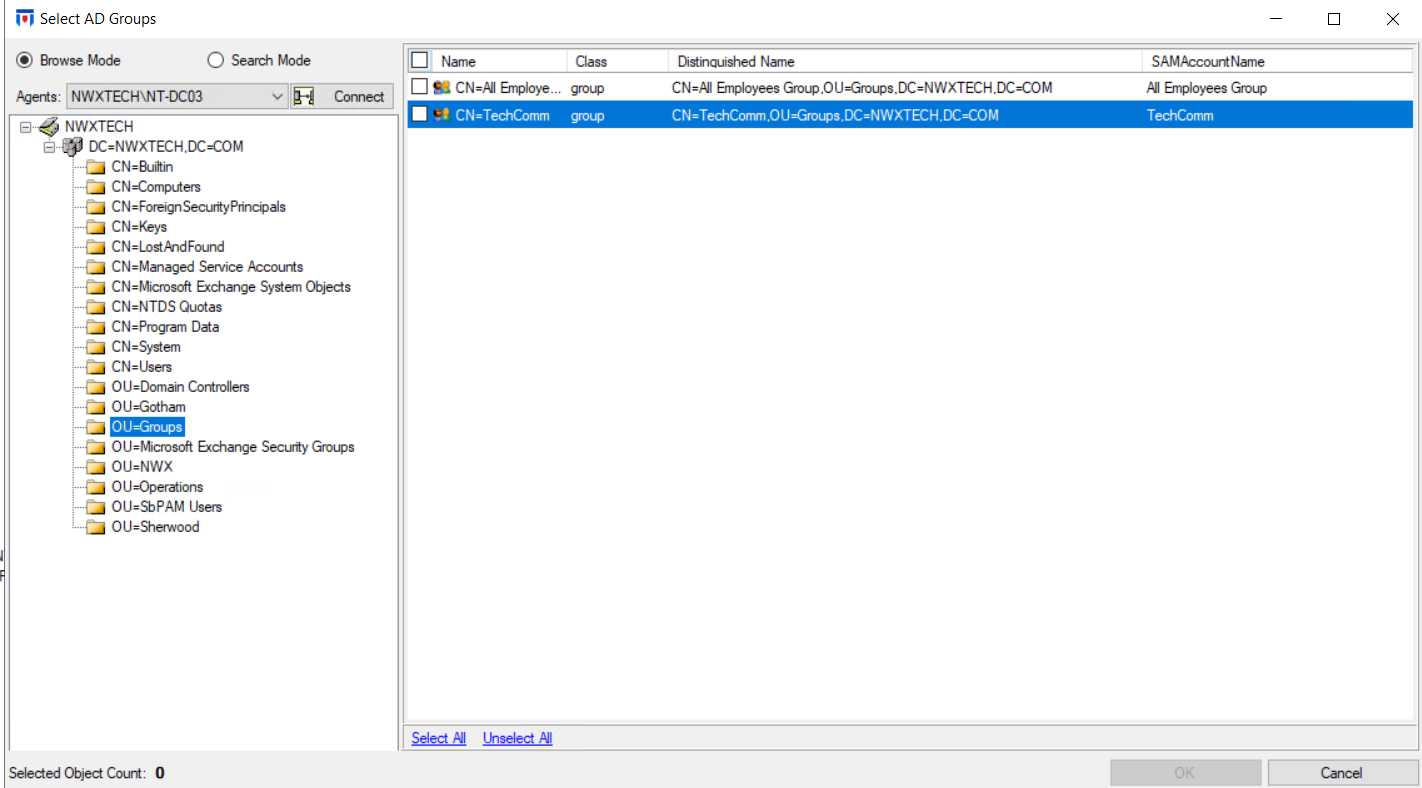 Select AD Groups
Browse Mode Search Mode
Agents: NWXTECH\NT-DC03 Connect
NWXTECH
DC=NWXTECH,DC=COM
CN=Builtin
CN=Computers
CN=ForeignSecurityPrincipals
CN=Keys
CN=LostAndFound
CN=Managed Service Accounts
CN=Microsoft Exchange System Objects
CN=NTDS Quotas
CN=Program Data
CN=System
CN=Users
OU=Domain Controllers
OU=Gotham
OU=Groups
OU=Microsoft Exchange Security Groups
OU=NWX
OU=Operations
OU=SbPAM Users
OU=Sherwood
Name Class Distinquished Name SAMAccountName
CN=All Employe... group CN=All Employees Group,OU=Groups,DC=NWXTECH,DC=COM All Employees Group
CN=TechComm group CN=TechComm,OU=Groups,DC=NWXTECH,DC=COM TechComm
Select All Unselect All
Selected Object Count: 0
OK Cancel